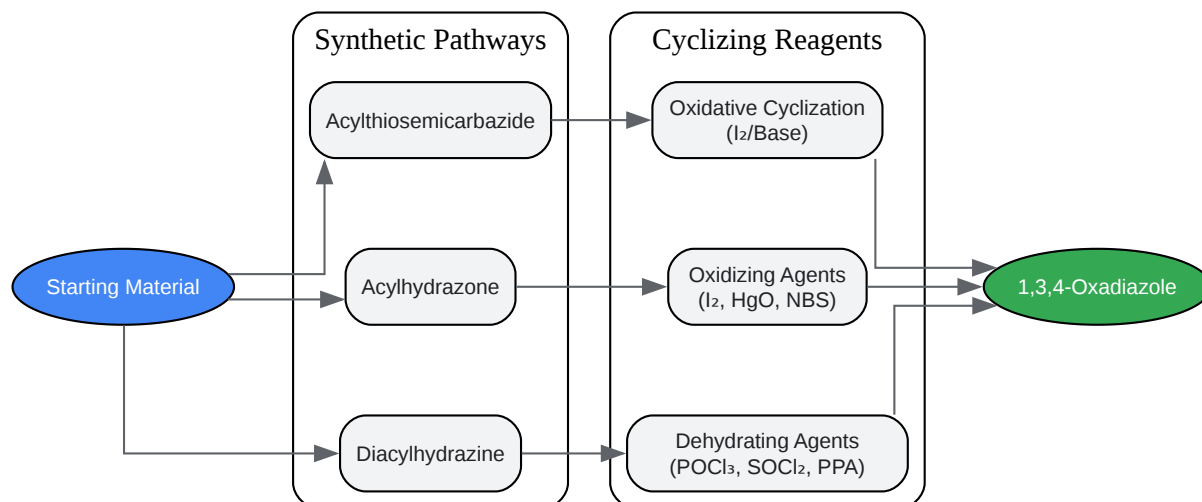 Synthetic Pathways
Cyclizing Reagents
Acylthiosemicarbazide
Oxidative Cyclization
(I₂/Base)
Starting Material
Acylhydrazone
Oxidizing Agents
(I₂, HgO, NBS)
1,3,4-Oxadiazole
Diacylhydrazine
Dehydrating Agents
(POCl₃, SOCl₂, PPA)